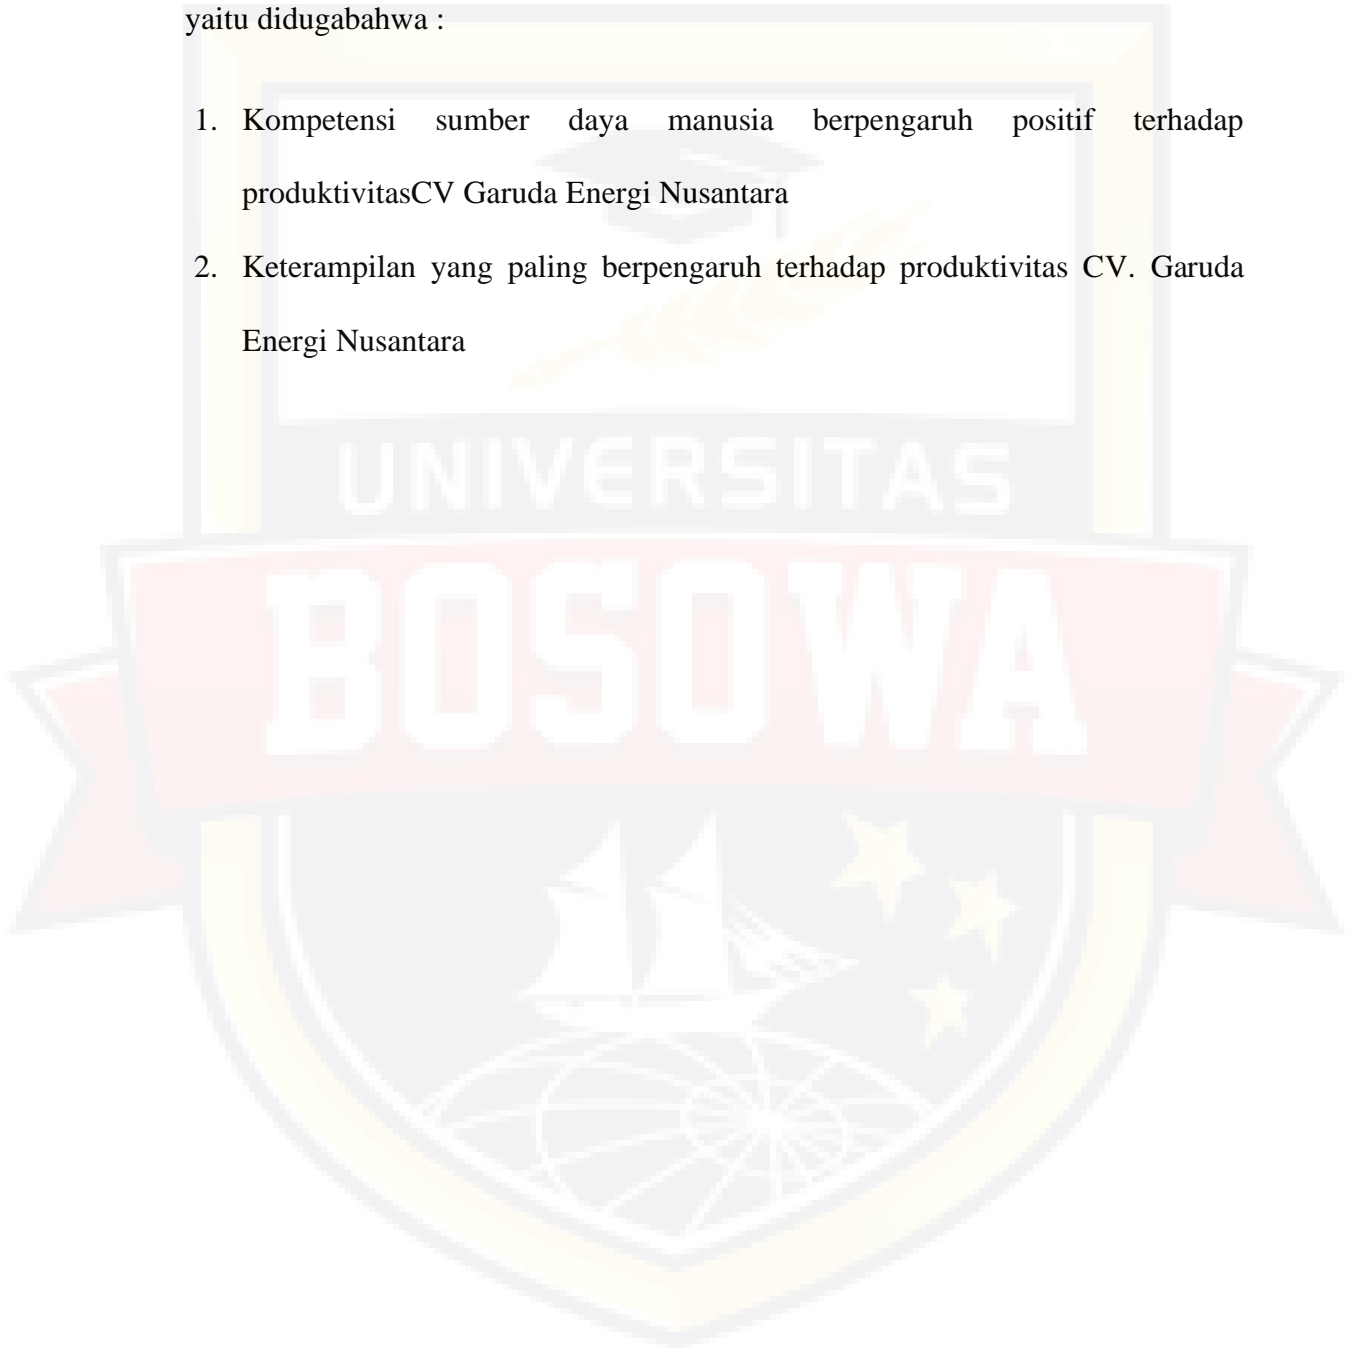 yaitu didugabahwa :
1. Kompetensi sumber daya manusia berpengaruh positif terhadap
produktivitasCV Garuda Energi Nusantara
2. Keterampilan yang paling berpengaruh terhadap produktivitas CV. Garuda
Energi Nusantara
UNIVERSITAS
BOSOWA